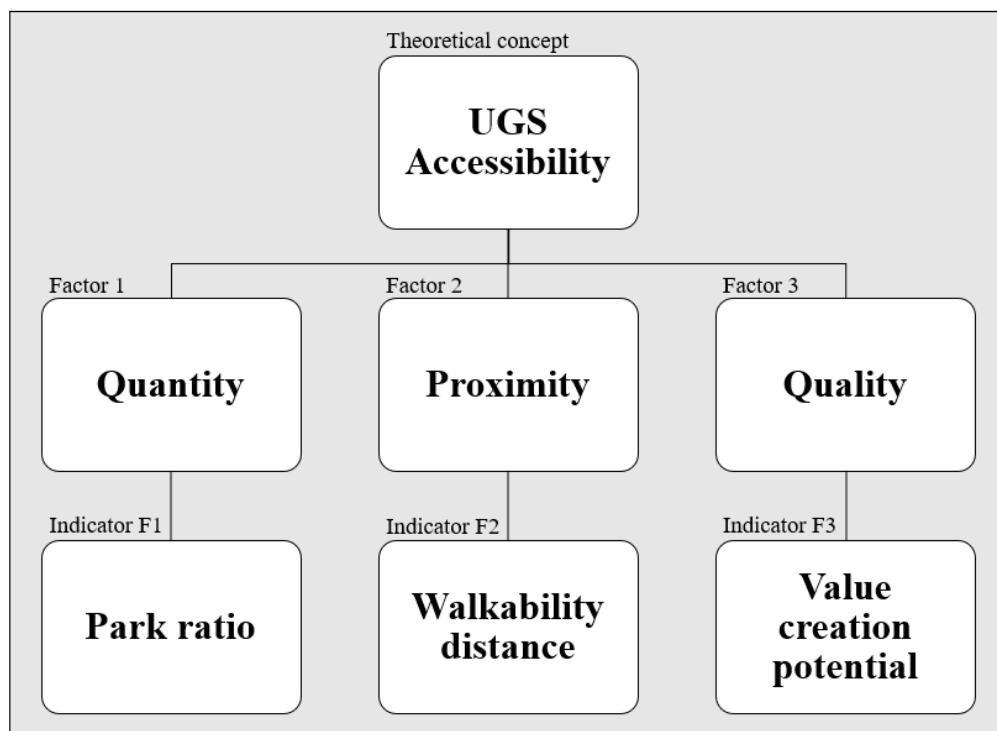 Theoretical concept
UGS
Accessibility
Factor 1
Factor 2
Factor 3
Quantity
Proximity
Quality
Indicator F1
Indicator F2
Indicator F3
Park ratio
Walkability
distance
Value
creation
potential